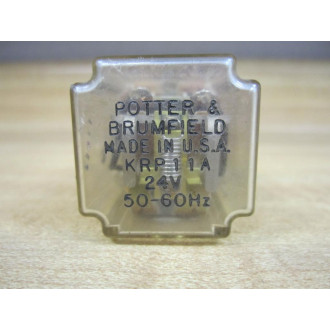 POTTER &
BRUMFIELD
MADE IN U.S.A.
KRP11A
24V
50-60Hz